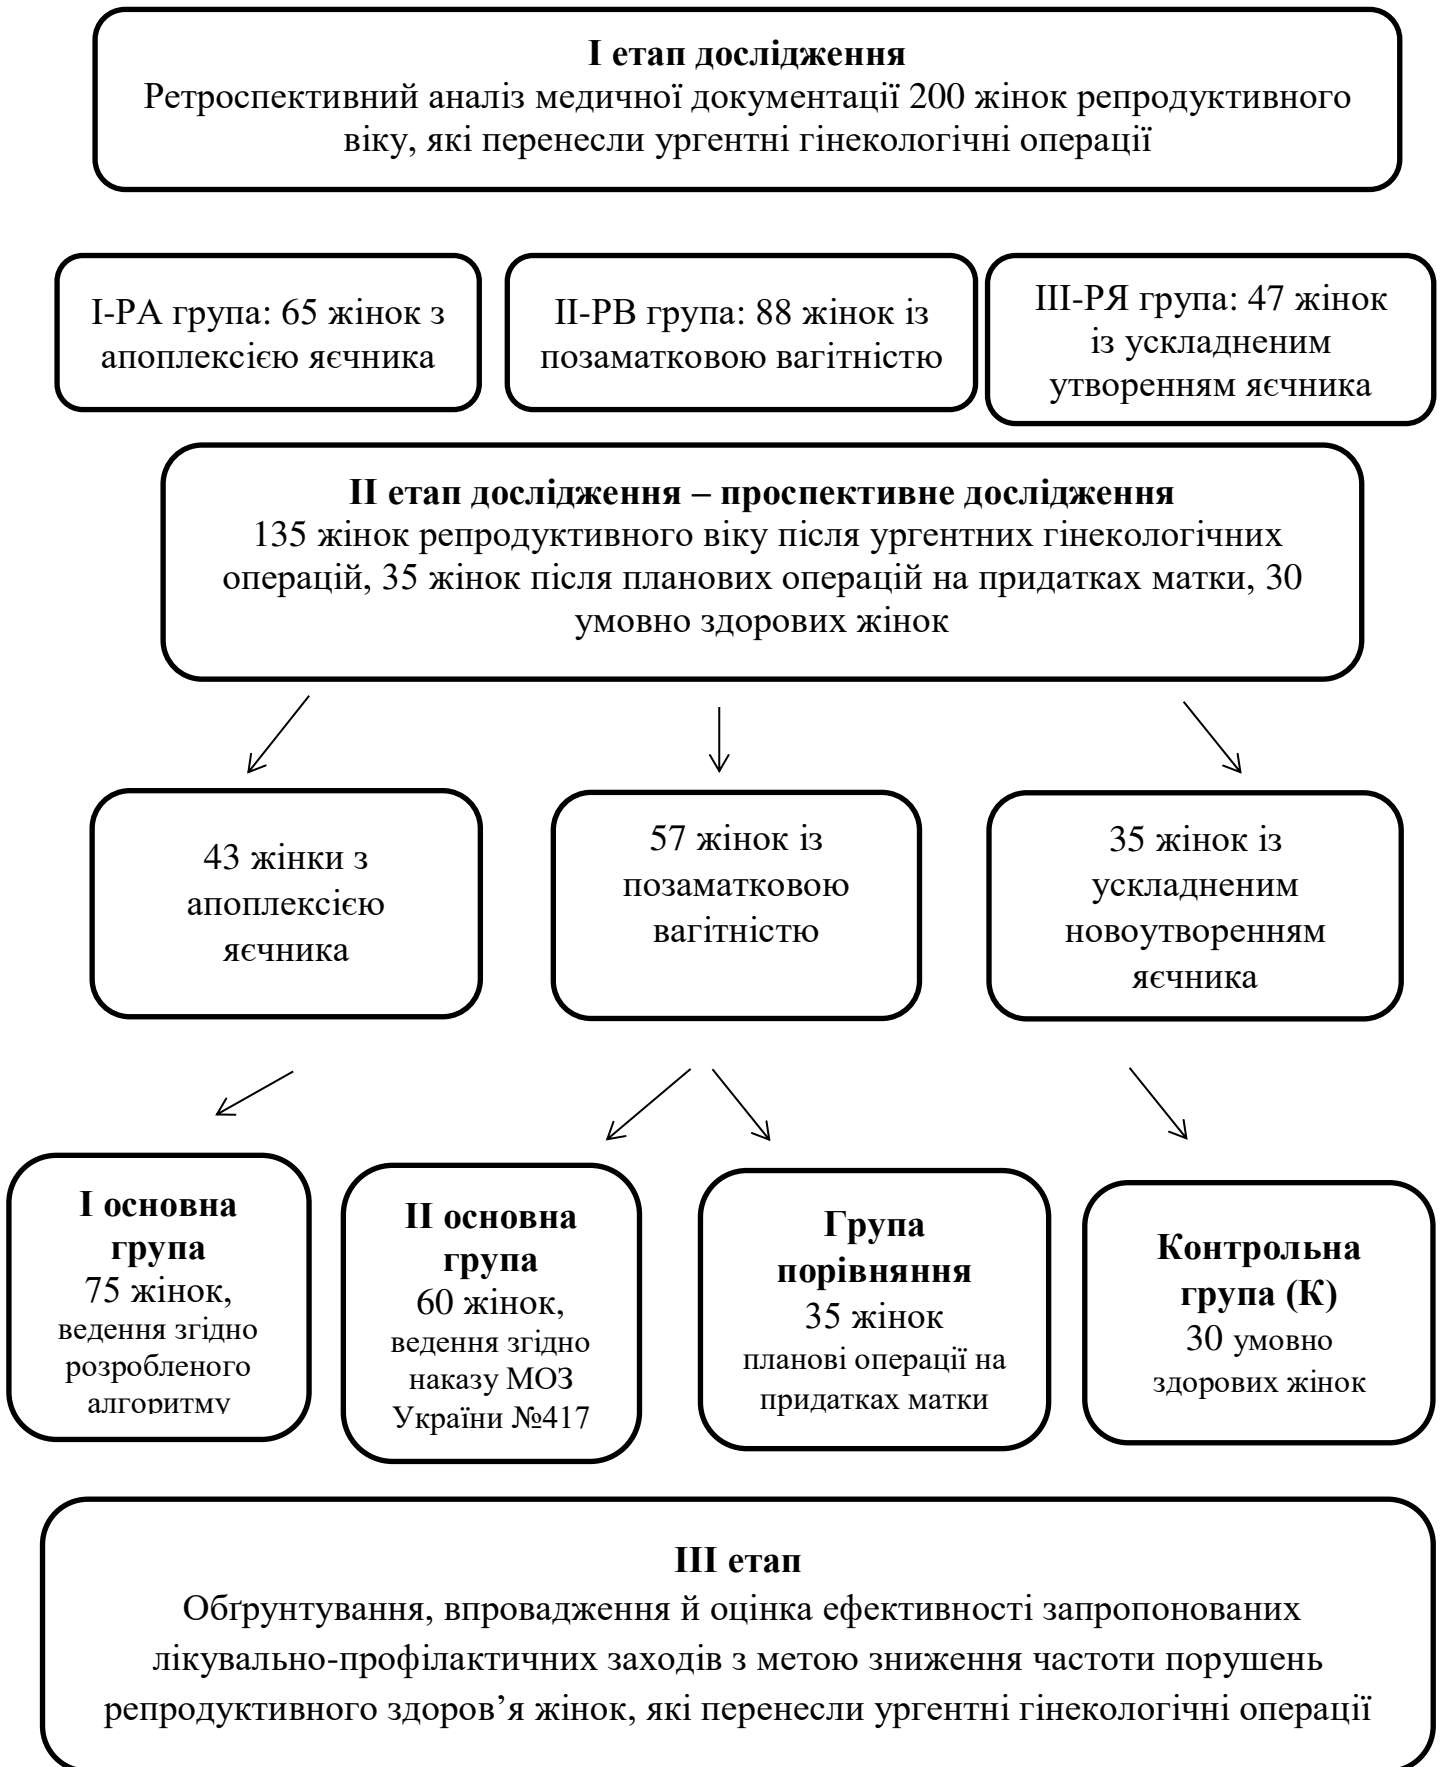 І етап дослідження
Ретроспективний аналіз медичної документації 200 жінок репродуктивного
віку, які перенесли ургентні гінекологічні операції
І-РА група: 65 жінок з
апоплексією яєчника
ІІ-РВ група: 88 жінок із
позаматковою вагітністю
ІІІ-РЯ група: 47 жінок
із ускладненим
утворенням яєчника
ІІ етап дослідження – проспективне дослідження
135 жінок репродуктивного віку після ургентних гінекологічних
операцій, 35 жінок після планових операцій на придатках матки, 30
умовно здорових жінок
43 жінки з
апоплексією
яєчника
57 жінок із
позаматковою
вагітністю
35 жінок із
ускладненим
новоутворенням
яєчника
І основна
група
75 жінок,
ведення згідно
розробленого
алгоритму
ІІ основна
група
60 жінок,
ведення згідно
наказу МОЗ
України №417
Група
порівняння
35 жінок
планові операції на
придатках матки
Контрольна
група (К)
30 умовно
здорових жінок
ІІІ етап
Обґрунтування, впровадження й оцінка ефективності запропонованих
лікувально-профілактичних заходів з метою зниження частоти порушень
репродуктивного здоров’я жінок, які перенесли ургентні гінекологічні операції